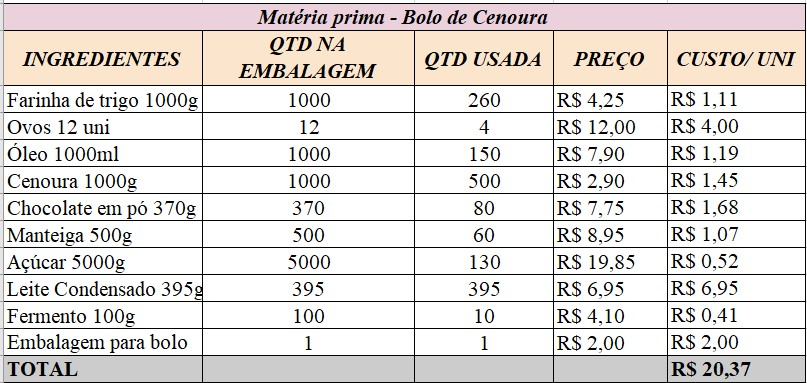 Matéria prima - Bolo de Cenoura
INGREDIENTES QTD NA EMBALAGEM QTD USADA PREÇO CUSTO/ UNI
Farinha de trigo 1000g 1000 260 R$ 4,25 R$ 1,11
Ovos 12 uni 12 4 R$ 12,00 R$ 4,00
Óleo 1000ml 1000 150 R$ 7,90 R$ 1,19
Cenoura 1000g 1000 500 R$ 2,90 R$ 1,45
Chocolate em pó 370g 370 80 R$ 7,75 R$ 1,68
Manteiga 500g 500 60 R$ 8,95 R$ 1,07
Açúcar 5000g 5000 130 R$ 19,85 R$ 0,52
Leite Condensado 395g 395 395 R$ 6,95 R$ 6,95
Fermento 100g 100 10 R$ 4,10 R$ 0,41
Embalagem para bolo 1 1 R$ 2,00 R$ 2,00
TOTAL R$ 20,37